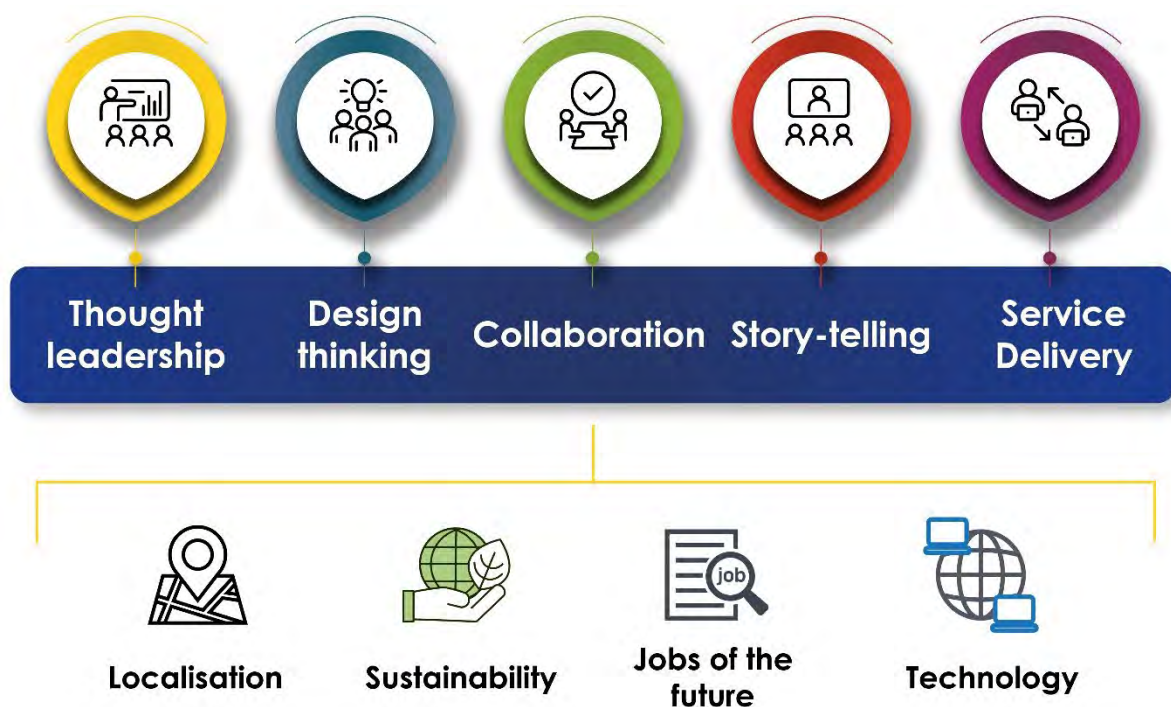 Thought
leadership
Design
thinking
Collaboration
Story-telling
Service
Delivery
job
Localisation
Sustainability
Jobs of the
future
Technology